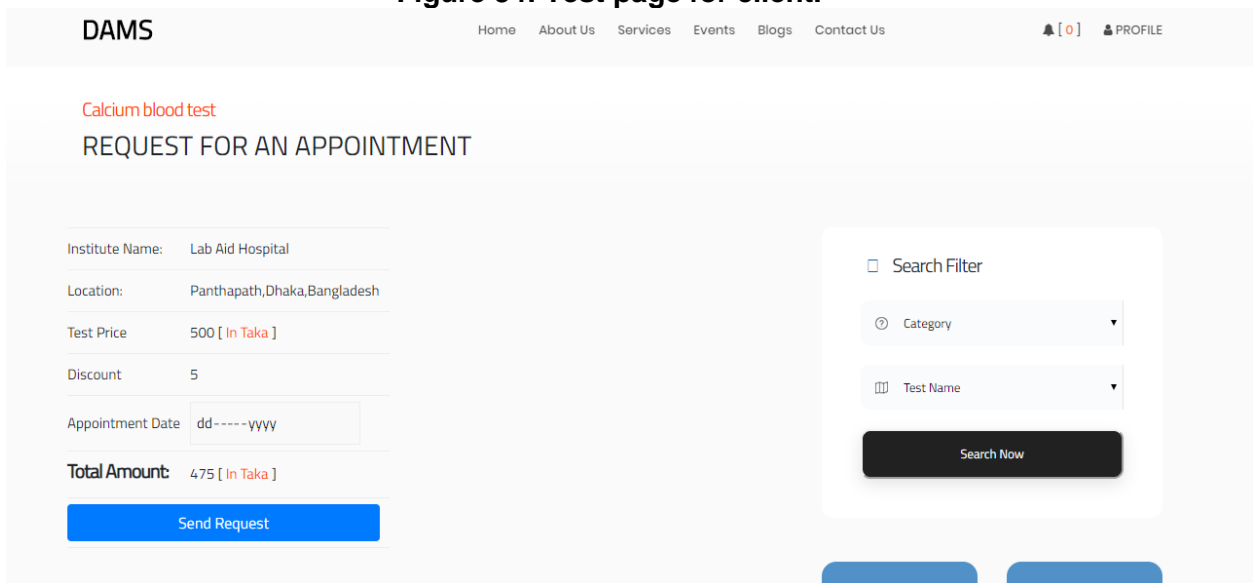 DAMS
Home About Us Services Events Blogs Contact Us
[ 0 ] PROFILE
Calcium blood test
REQUEST FOR AN APPOINTMENT
Institute Name: Lab Aid Hospital
Location: Panthapath,Dhaka,Bangladesh
Test Price 500 [ In Taka ]
Discount 5
Appointment Date dd-----yyyy
Total Amount: 475 [ In Taka ]
Send Request
Search Filter
Category
Test Name
Search Now